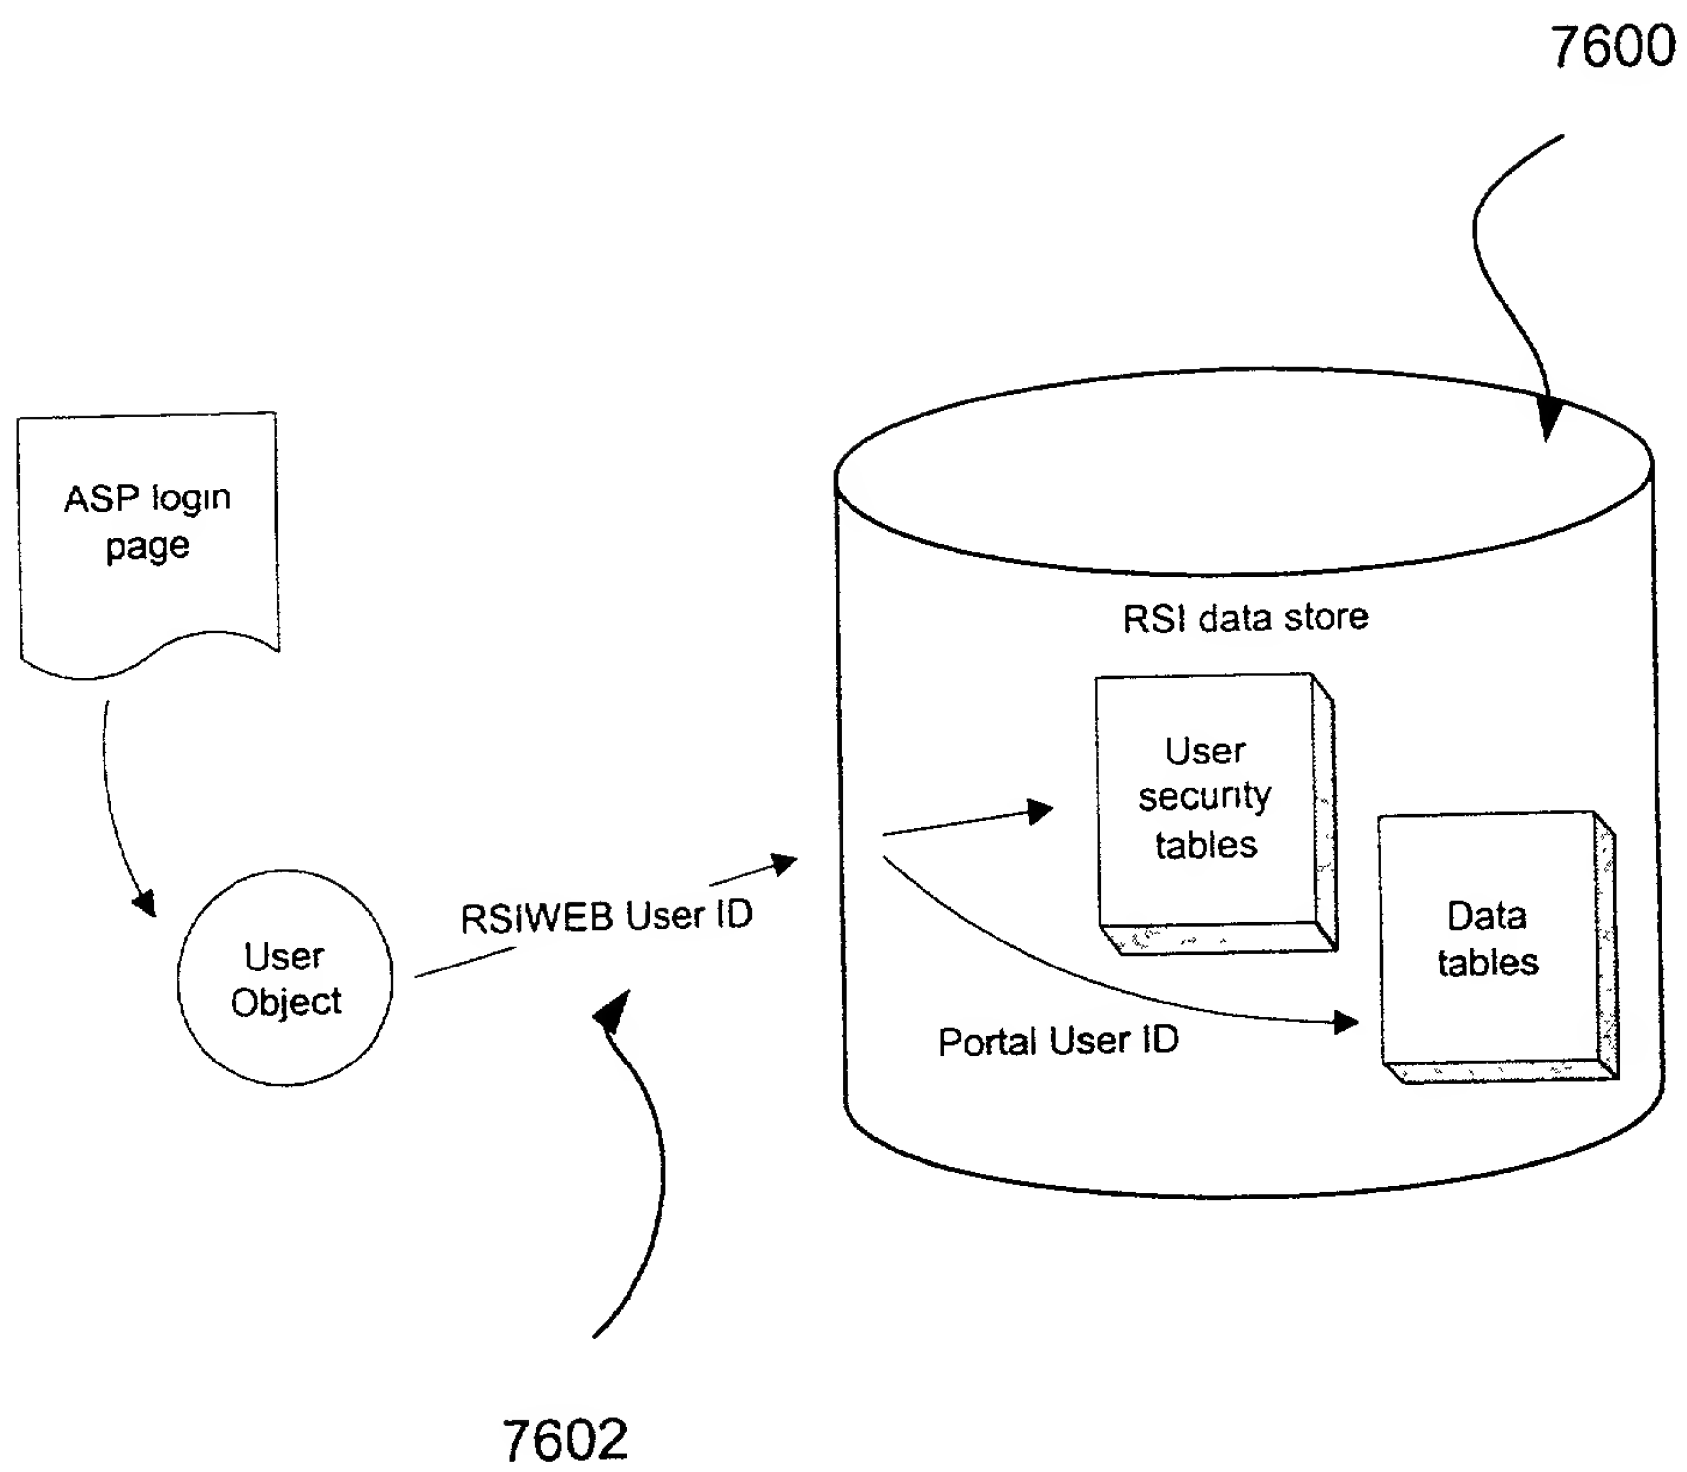 7600
ASP login
page
RSI data store
User
security
tables
Data
tables
RSIWEB User ID
User
Object
Portal User ID
7602